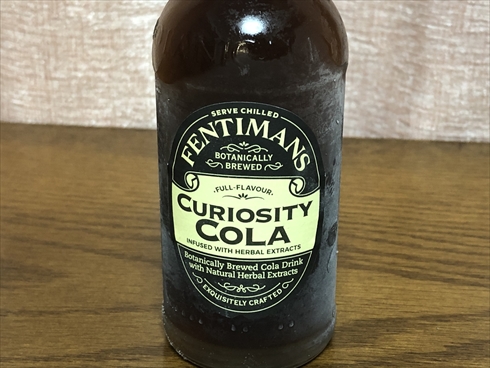 SERVE CHILLED
FENTIMANS
BOTANICALLY
BREWED
·FULL-FLAVOUR·
CURIOSITY
COLA
INFUSED WITH HERBAL EXTRACTS
Botanically Brewed Cola Drink
with Natural Herbal Extracts
EXQUISITELY CRAFTED